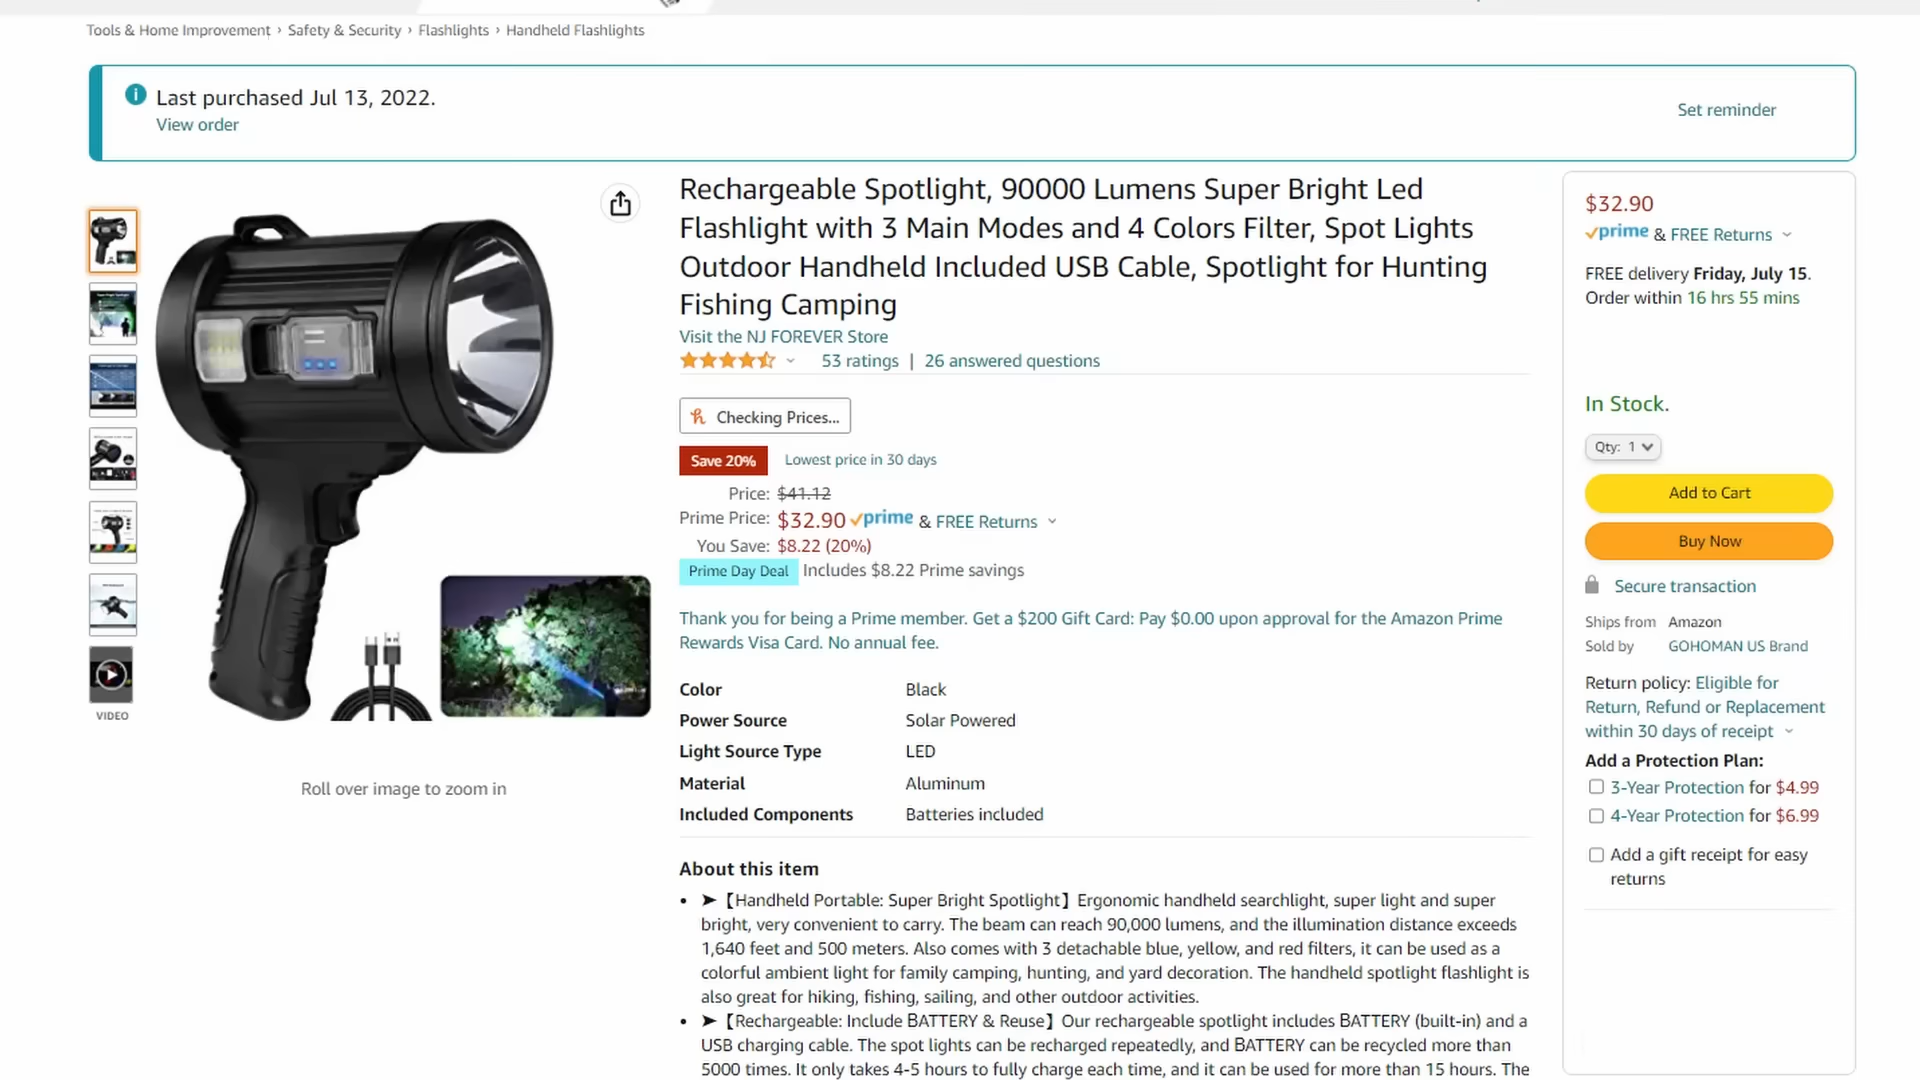 Tools & Home Improvement › Safety & Security › Flashlights › Handheld Flashlights
Last purchased Jul 13, 2022.
View order
Set reminder
Rechargeable Spotlight, 90000 Lumens Super Bright Led
Flashlight with 3 Main Modes and 4 Colors Filter, Spot Lights
Outdoor Handheld Included USB Cable, Spotlight for Hunting
Fishing Camping
Visit the NJ FOREVER Store
53 ratings | 26 answered questions
Checking Prices...
Save 20% Lowest price in 30 days
Price: $41.12
Prime Price: $32.90 prime & FREE Returns
You Save: $8.22 (20%)
Prime Day Deal Includes $8.22 Prime savings
Thank you for being a Prime member. Get a $200 Gift Card: Pay $0.00 upon approval for the Amazon Prime
Rewards Visa Card. No annual fee.
Color Black
Power Source Solar Powered
Light Source Type LED
Material Aluminum
Included Components Batteries included
About this item
• ➤【Handheld Portable: Super Bright Spotlight】Ergonomic handheld searchlight, super light and super
bright, very convenient to carry. The beam can reach 90,000 lumens, and the illumination distance exceeds
1,640 feet and 500 meters. Also comes with 3 detachable blue, yellow, and red filters, it can be used as a
colorful ambient light for family camping, hunting, and yard decoration. The handheld spotlight flashlight is
also great for hiking, fishing, sailing, and other outdoor activities.
• ➤【Rechargeable: Include BATTERY & Reuse】Our rechargeable spotlight includes BATTERY (built-in) and a
USB charging cable. The spot lights can be recharged repeatedly, and BATTERY can be recycled more than
5000 times. It only takes 4-5 hours to fully charge each time, and it can be used for more than 15 hours. The
VIDEO
Roll over image to zoom in
$32.90
prime & FREE Returns
FREE delivery Friday, July 15.
Order within 16 hrs 55 mins
In Stock.
Qty: 1
Add to Cart
Buy Now
Secure transaction
Ships from Amazon
Sold by GOHOMAN US Brand
Return policy: Eligible for
Return, Refund or Replacement
within 30 days of receipt
Add a Protection Plan:
3-Year Protection for $4.99
4-Year Protection for $6.99
Add a gift receipt for easy
returns